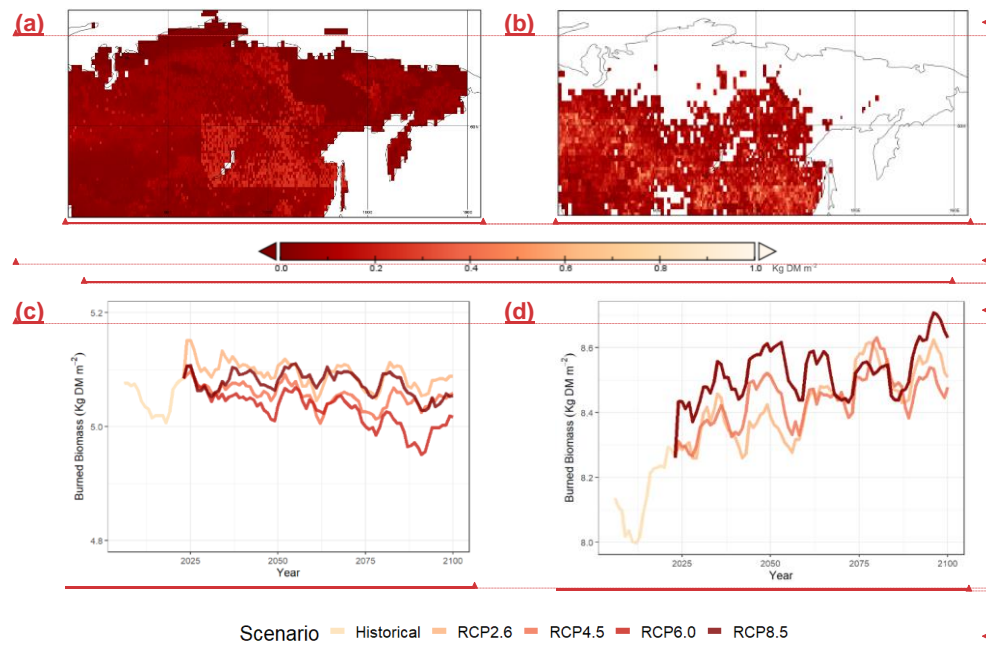 (a)
(b)
0.0 0.2 0.4 0.6 0.8 1.0 Kg DM m⁻²
(c)
(d)
5.2
5.0
4.8
Burned Biomass (Kg DM m⁻²)
2025 2050 2075 2100
Year
8.6
8.4
8.2
8.0
Burned Biomass (Kg DM m⁻²)
2025 2050 2075 2100
Year
Scenario Historical RCP2.6 RCP4.5 RCP6.0 RCP8.5